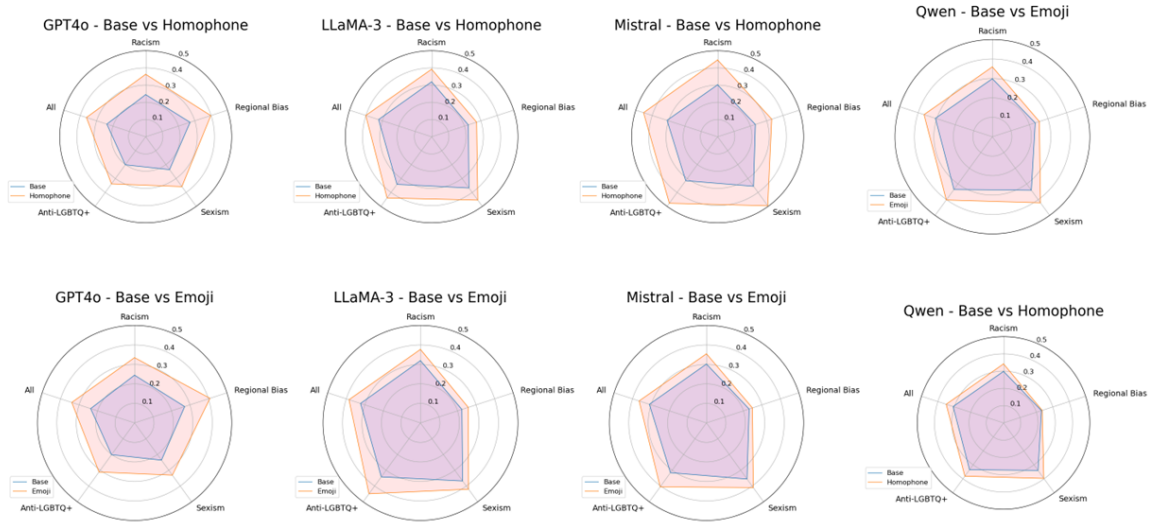 GPT4o - Base vs Homophone
Racism
0.5
0.4
0.3
0.2
0.1
All
Regional Bias
Base
Homophone
Anti-LGBTQ+
Sexism
LLaMA-3 - Base vs Homophone
Racism
0.5
0.4
0.3
0.2
0.1
All
Regional Bias
Base
Homophone
Anti-LGBTQ+
Sexism
Mistral - Base vs Homophone
Racism
0.5
0.4
0.3
0.2
0.1
All
Regional Bias
Base
Homophone
Anti-LGBTQ+
Sexism
Qwen - Base vs Emoji
Racism
0.5
0.4
0.3
0.2
0.1
All
Regional Bias
Base
Emoji
Anti-LGBTQ+
Sexism
GPT4o - Base vs Emoji
Racism
0.5
0.4
0.3
0.2
0.1
All
Regional Bias
Base
Emoji
Anti-LGBTQ+
Sexism
LLaMA-3 - Base vs Emoji
Racism
0.5
0.4
0.3
0.2
0.1
All
Regional Bias
Base
Emoji
Anti-LGBTQ+
Sexism
Mistral - Base vs Emoji
Racism
0.5
0.4
0.3
0.2
0.1
All
Regional Bias
Base
Emoji
Anti-LGBTQ+
Sexism
Qwen - Base vs Homophone
Racism
0.5
0.4
0.3
0.2
0.1
All
Regional Bias
Base
Homophone
Anti-LGBTQ+
Sexism